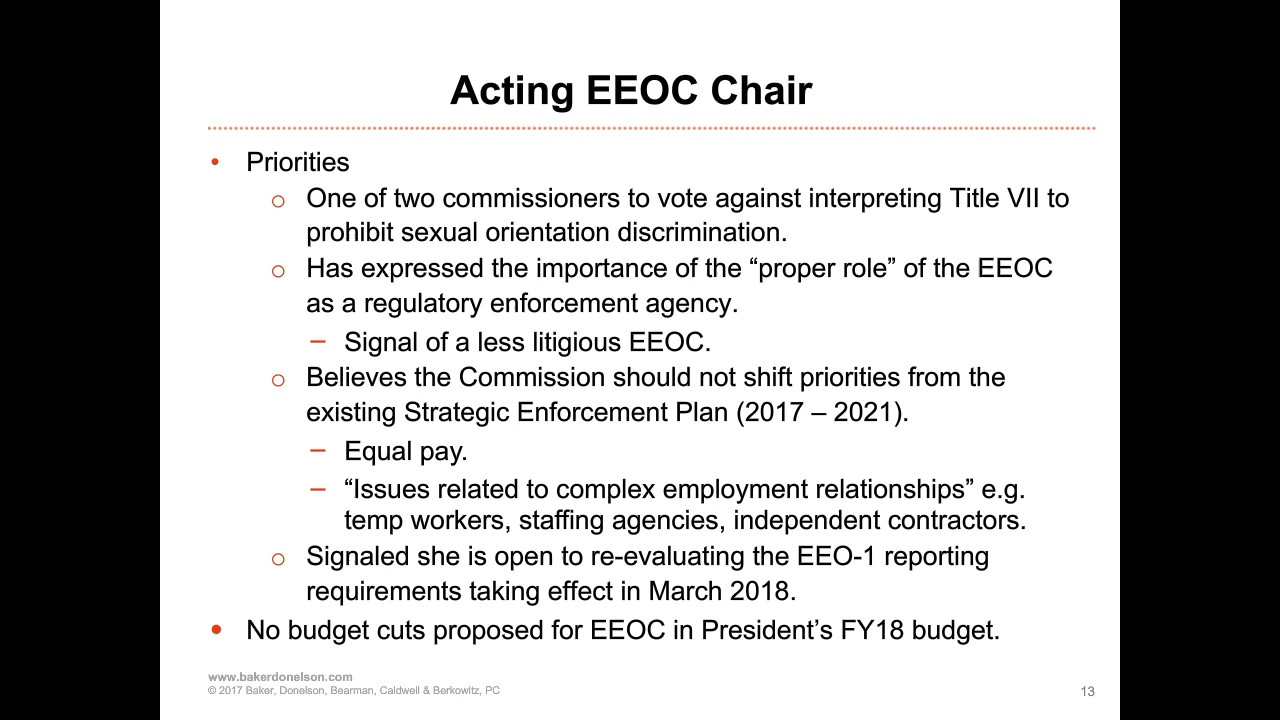 Acting EEOC Chair
• Priorities
o One of two commissioners to vote against interpreting Title VII to
prohibit sexual orientation discrimination.
o Has expressed the importance of the “proper role” of the EEOC
as a regulatory enforcement agency.
– Signal of a less litigious EEOC.
o Believes the Commission should not shift priorities from the
existing Strategic Enforcement Plan (2017 – 2021).
– Equal pay.
– “Issues related to complex employment relationships” e.g.
temp workers, staffing agencies, independent contractors.
o Signaled she is open to re-evaluating the EEO-1 reporting
requirements taking effect in March 2018.
• No budget cuts proposed for EEOC in President’s FY18 budget.
www.bakerdonelson.com
© 2017 Baker, Donelson, Bearman, Caldwell & Berkowitz, PC
13